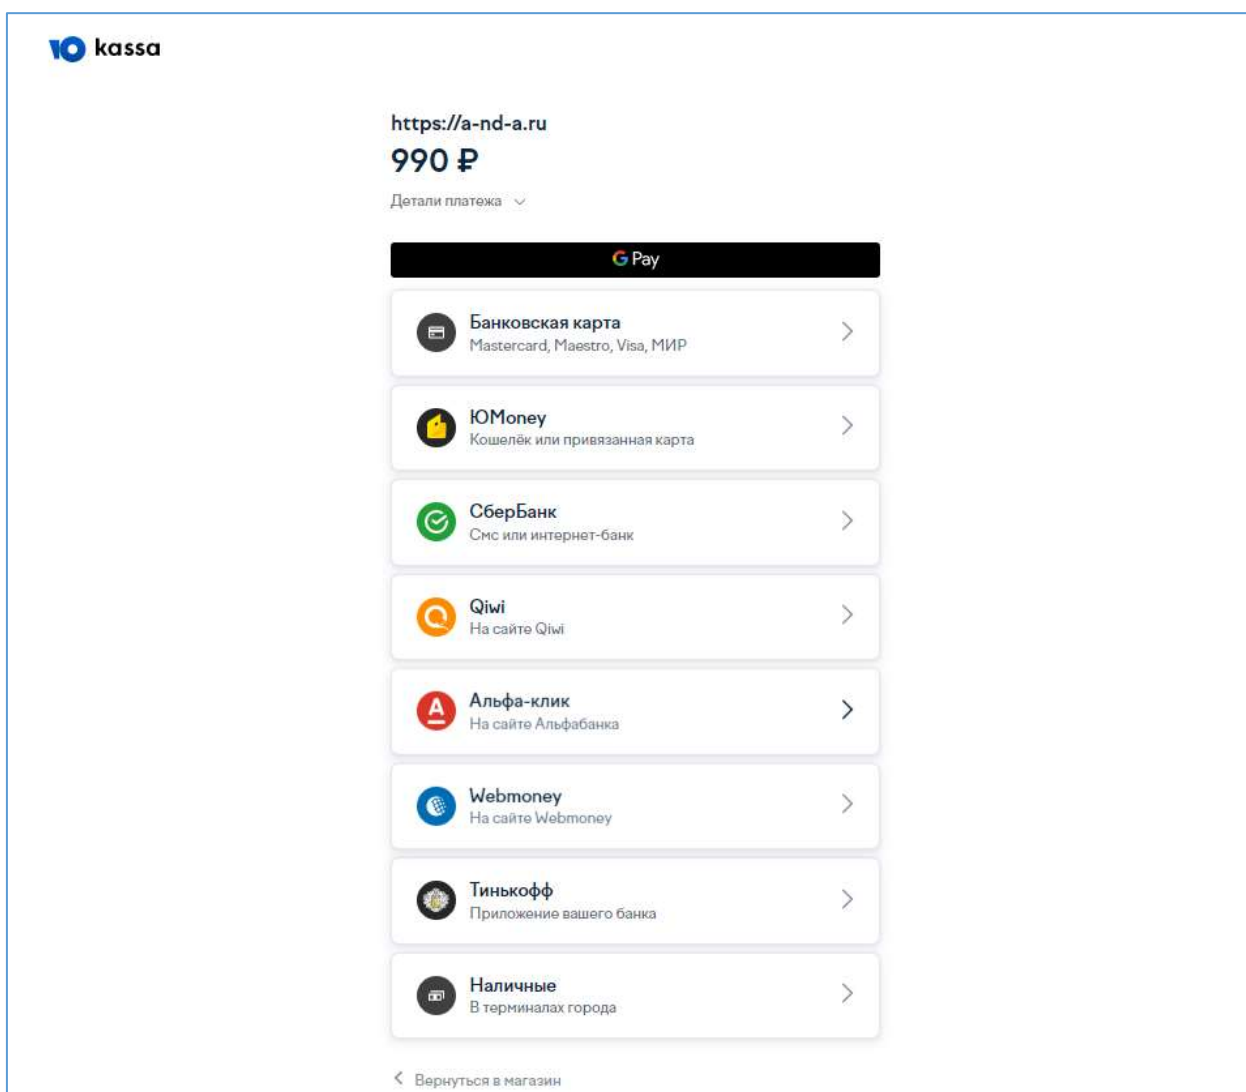 Ю kassa
https://a-nd-a.ru
990 ₽
Детали платежа
G Pay
Банковская карта
Mastercard, Maestro, Visa, МИР
ЮMoney
Кошелёк или привязанная карта
СберБанк
Смс или интернет-банк
Qiwi
На сайте Qiwi
Альфа-клик
На сайте Альфабанка
Webmoney
На сайте Webmoney
Тинькофф
Приложение вашего банка
Наличные
В терминалах города
Вернуться в магазин